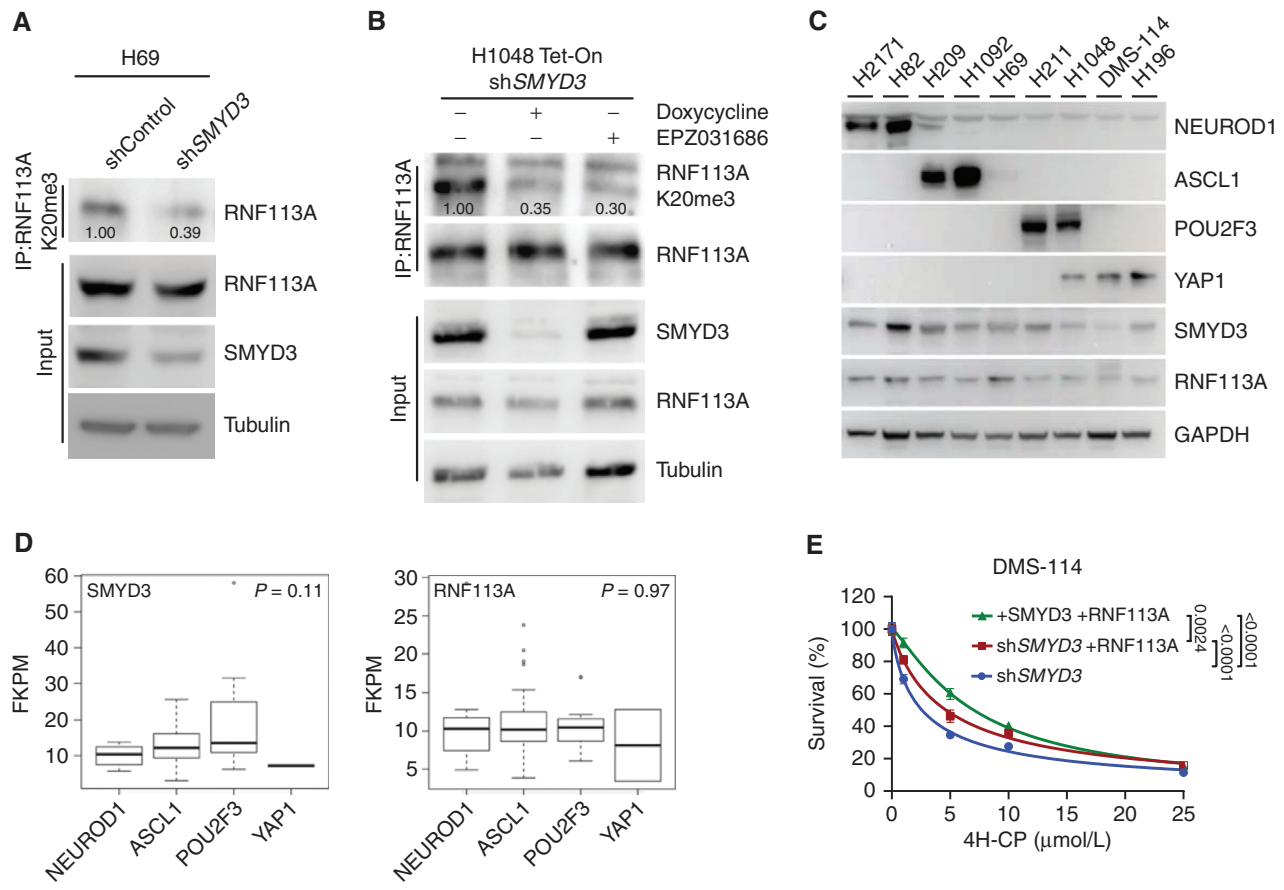 A
H69
shControl
shSMYD3
IP:RNF113A
K20me3
RNF113A
1.00
0.39
Input
RNF113A
SMYD3
Tubulin
B
H1048 Tet-On
shSMYD3
– + – Doxycycline
– – + EPZ031686
IP:RNF113A
RNF113A
K20me3
1.00 0.35 0.30
RNF113A
Input
SMYD3
RNF113A
Tubulin
C
H2171
H82
H209
H1092
H69
H211
H1048
DMS-114
H196
NEUROD1
ASCL1
POU2F3
YAP1
SMYD3
RNF113A
GAPDH
D
SMYD3
P = 0.11
FKPM
60
50
40
30
20
10
NEUROD1
ASCL1
POU2F3
YAP1
RNF113A
P = 0.97
FKPM
30
25
20
15
10
5
NEUROD1
ASCL1
POU2F3
YAP1
E
DMS-114
+SMYD3 +RNF113A
shSMYD3 +RNF113A
shSMYD3
0.0024
<0.0001
<0.0001
Survival (%)
120
100
80
60
40
20
0
0 5 10 15 20 25
4H-CP (μmol/L)